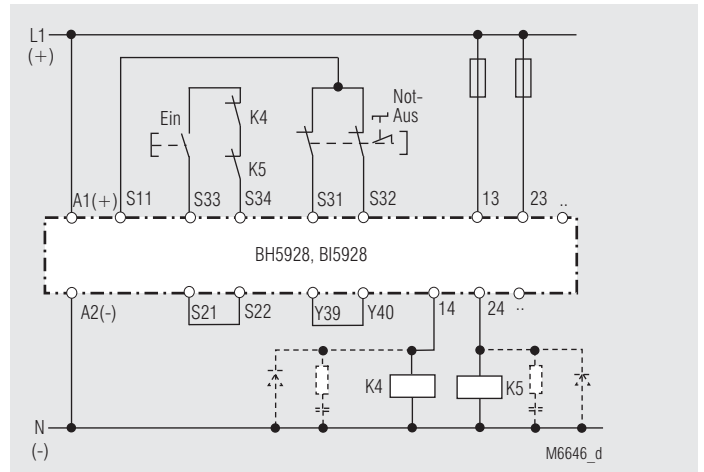 L1
(+)
Not-
Aus
Ein
K4
K5
A1(+)
S11
S33
S34
S31
S32
13
23
..
BH5928, BI5928
A2(-)
S21
S22
Y39
Y40
14
24
..
K4
K5
N
(-)
M6646_d